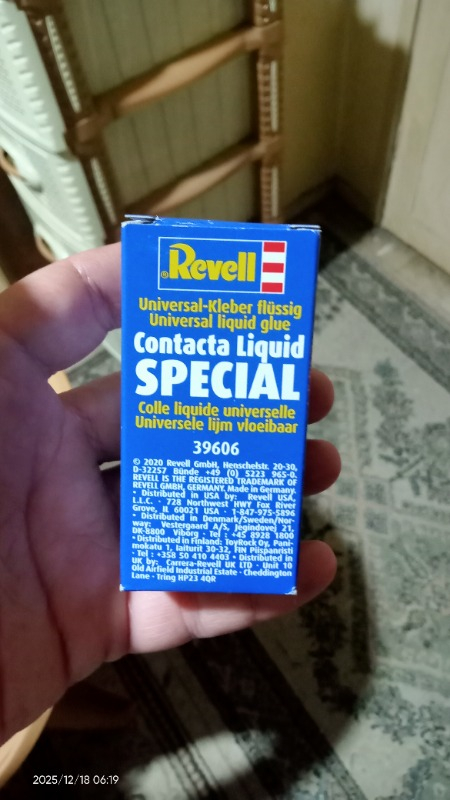 ®Revell
Universal-Kleber flüssig
Universal liquid glue
Contacta Liquid
SPECIAL
Colle liquide universelle
Universele lijm vloeibaar
39606
© 2020 Revell GmbH, Henschelstr. 20-30,
D-32257 Bünde +49 (0) 5223 965-0.
REVELL IS THE REGISTERED TRADEMARK OF
REVELL GMBH, GERMANY. Made in Germany.
• Distributed in USA by: Revell USA,
L.L.C. · 728 Northwest HWY Fox River
Grove, IL 60021 USA · T-847-975-5896
• Distributed in Denmark/Sweden/Nor-
way: Vestergaard A/S, Jegindovej 21,
DK-8800 Viborg · Tel : +45 8928 1800
• Distributed in Finland: ToyRock Oy, Pani-
mokatu 1, laiturit 30-32, FIN Piispanristi
· Tel : +358 50 410 4403 • Distributed in
UK by: Carrera-Revell UK LTD · Unit 10
Old Airfield Industrial Estate · Cheddington
Lane · Tring HP23 4QR
2025/12/18 06:19